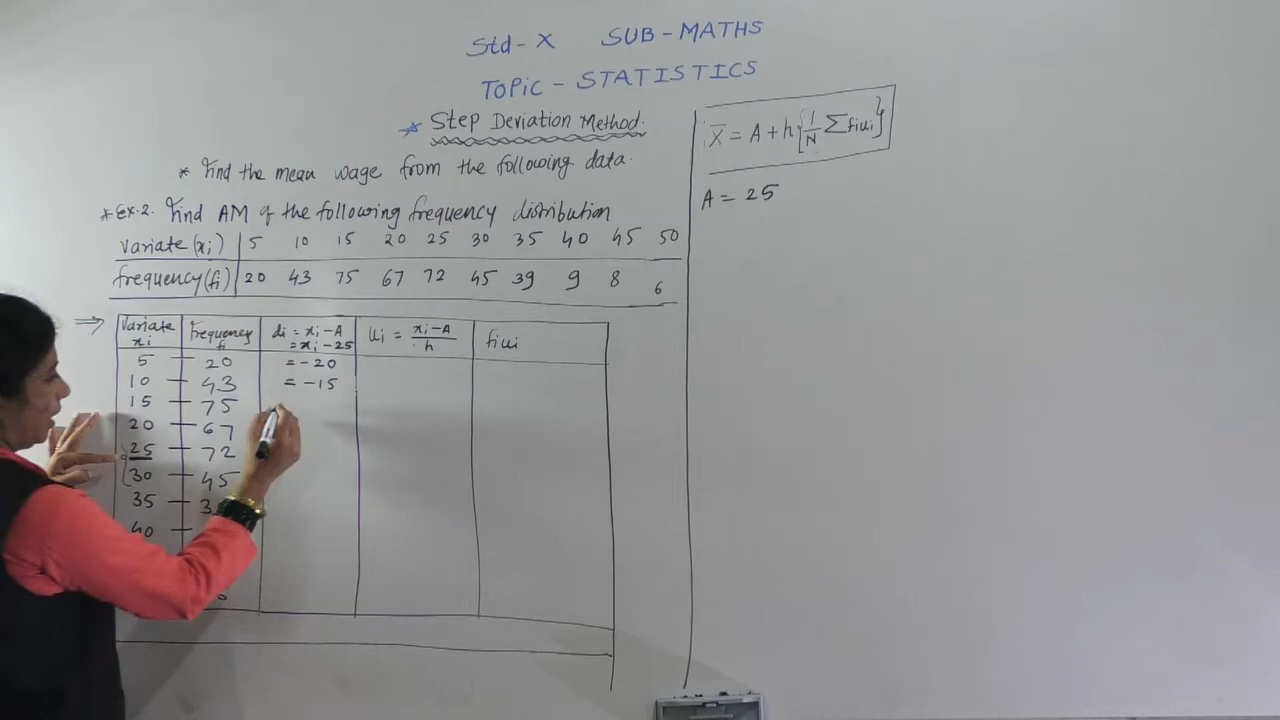 Std - X SUB - MATHS
TOPIC - STATISTICS
* Step Deviation Method.
* Find the mean wage from the following data.
* Ex. 2. Find AM of the following frequency distribution
variate (xi) 5 10 15 20 25 30 35 40 45 50
frequency (fi) 20 43 75 67 72 45 39 9 8 6
⇒ Variate xi Frequency fi di = xi - A = xi - 25 ui = xi - A / h fiui
5 20 = -20
10 43 = -15
15 75
20 67
25 72
30 45
35 3
40
X̄ = A + h { 1/N Σ fiui }
A = 25